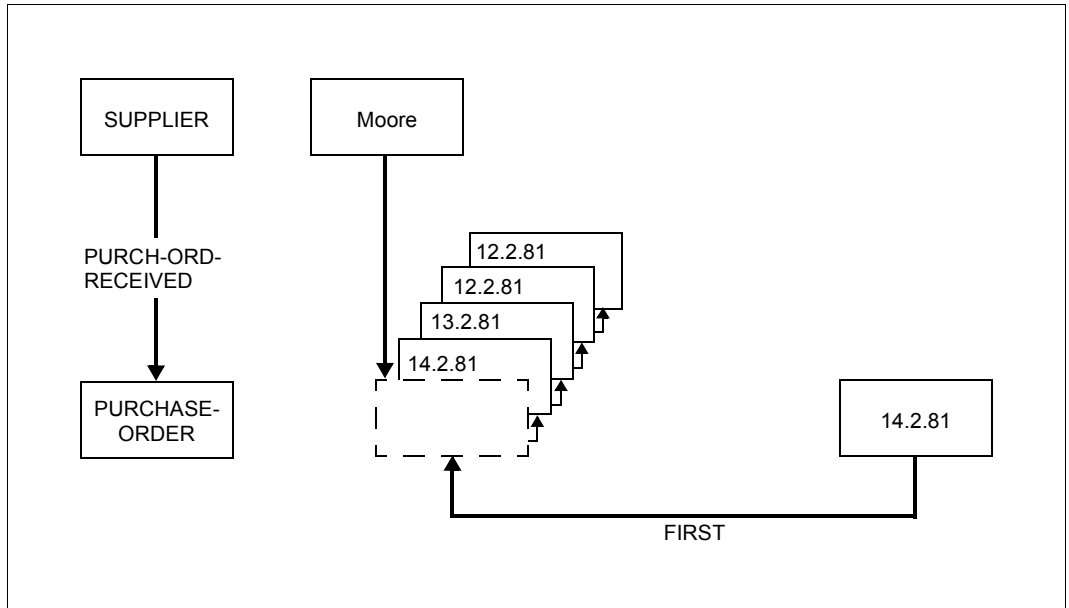 SUPPLIER
Moore
PURCH-ORD-
RECEIVED
12.2.81
12.2.81
13.2.81
14.2.81
PURCHASE-
ORDER
14.2.81
FIRST